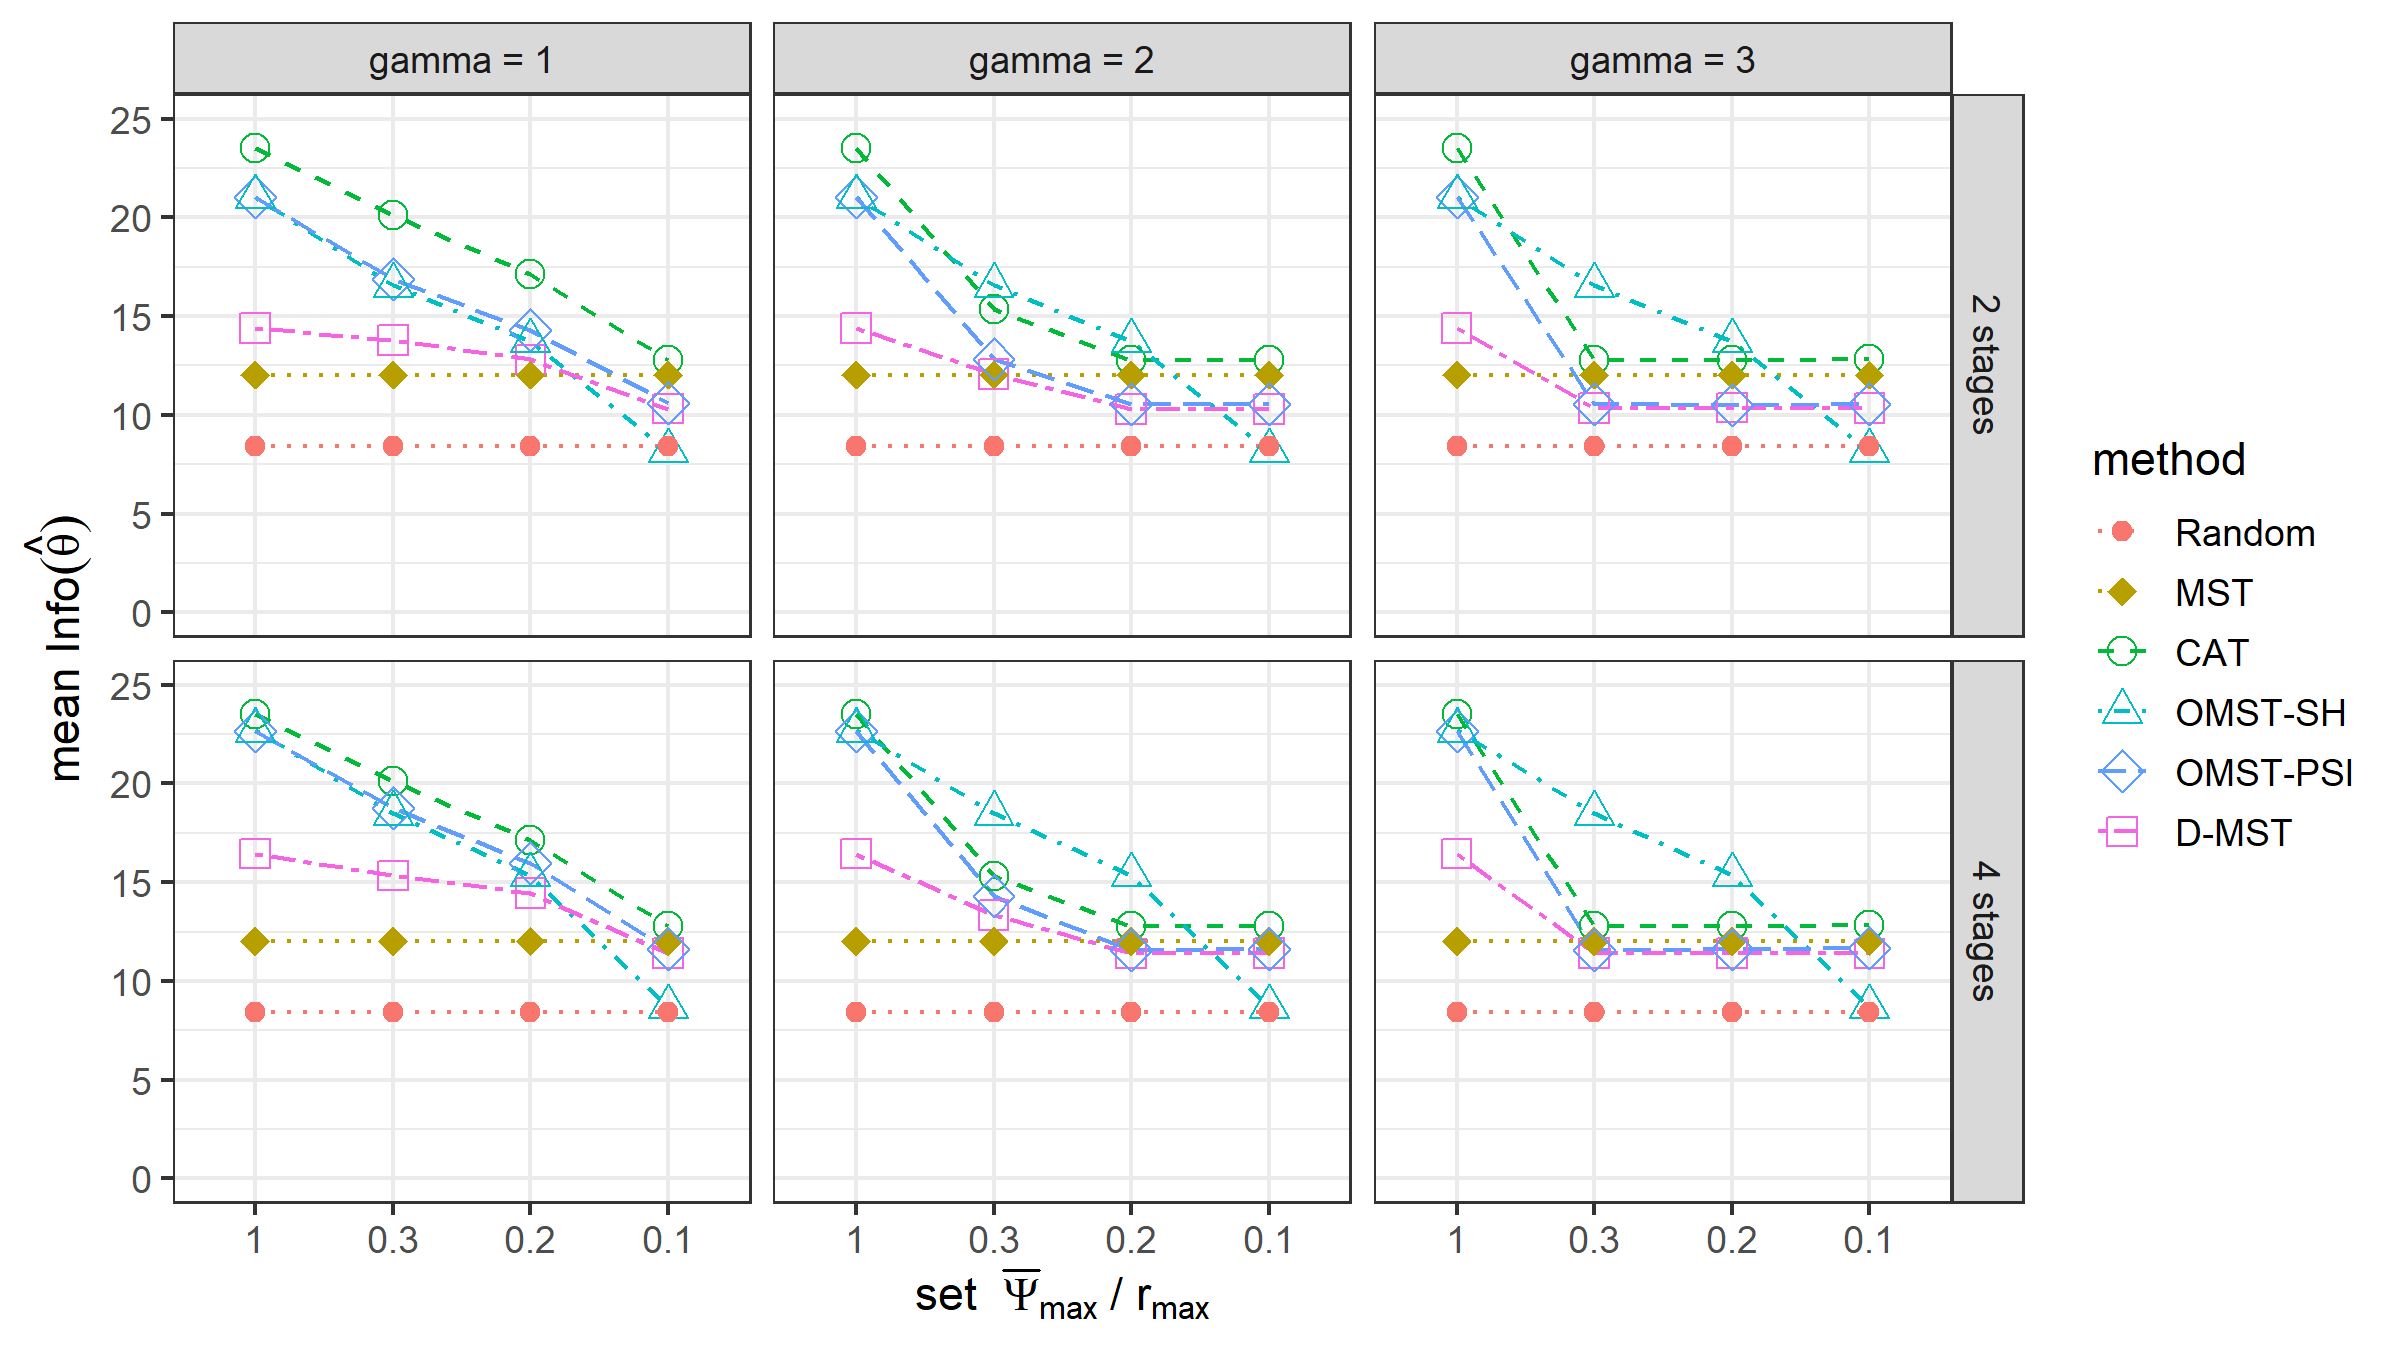 gamma = 1
gamma = 2
gamma = 3
25
20
15
10
5
0
2 stages
25
20
15
10
5
0
4 stages
mean Info(θ̂)
1 0.3 0.2 0.1
1 0.3 0.2 0.1
1 0.3 0.2 0.1
set Ψ̅max / rmax
method
Random
MST
CAT
OMST-SH
OMST-PSI
D-MST